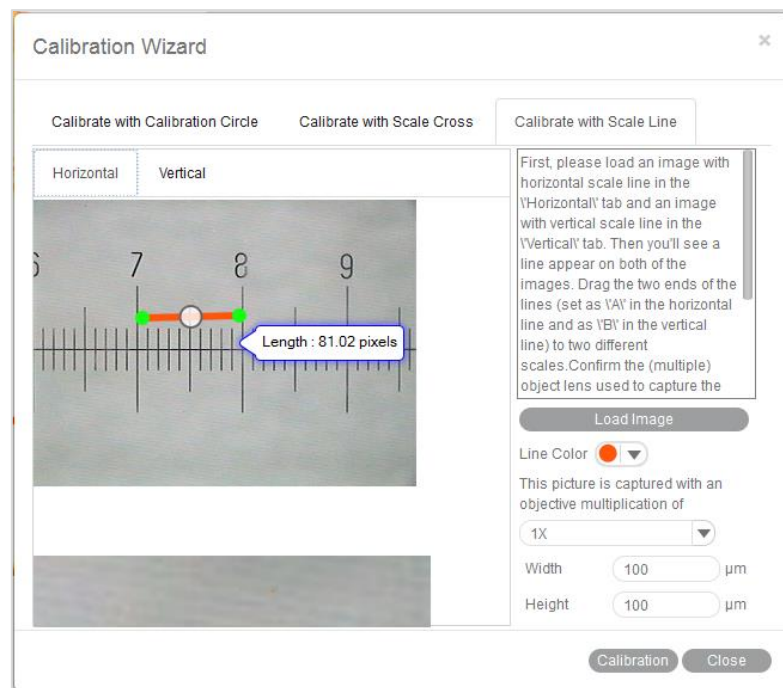 Calibration Wizard
×
Calibrate with Calibration Circle
Calibrate with Scale Cross
Calibrate with Scale Line
Horizontal
Vertical
6 7 8 9
Length : 81.02 pixels
First, please load an image with
horizontal scale line in the
\'Horizontal\' tab and an image
with vertical scale line in the
\'Vertical\' tab. Then you'll see a
line appear on both of the
images. Drag the two ends of the
lines (set as \'A\' in the horizontal
line and as \'B\' in the vertical
line) to two different
scales.Confirm the (multiple)
object lens used to capture the
Load Image
Line Color
This picture is captured with an
objective multiplication of
1X
Width 100 μm
Height 100 μm
Calibration
Close